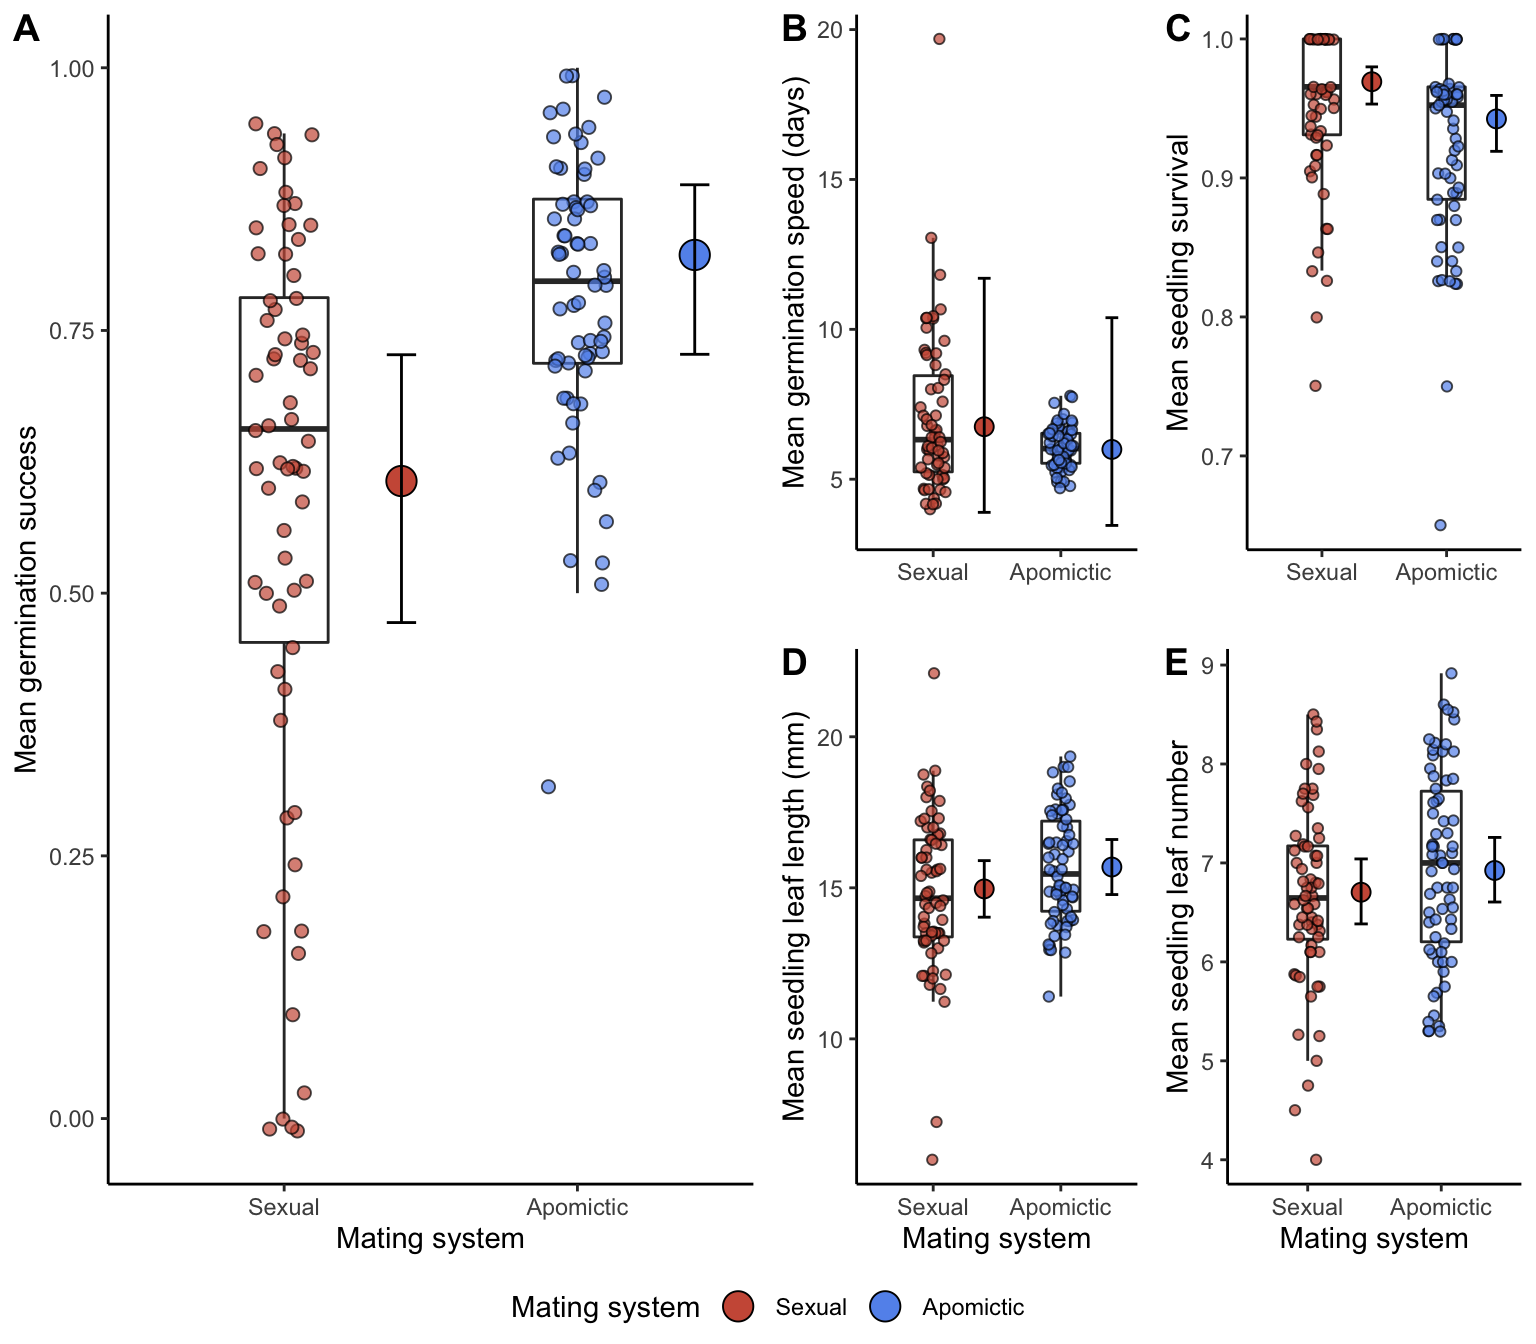 A
Mean germination success
1.00
0.75
0.50
0.25
0.00
Sexual
Apomictic
Mating system
B
Mean germination speed (days)
20
15
10
5
Sexual
Apomictic
C
Mean seedling survival
1.0
0.9
0.8
0.7
Sexual
Apomictic
D
Mean seedling leaf length (mm)
20
15
10
Sexual
Apomictic
Mating system
E
Mean seedling leaf number
9
8
7
6
5
4
Sexual
Apomictic
Mating system
Mating system Sexual Apomictic